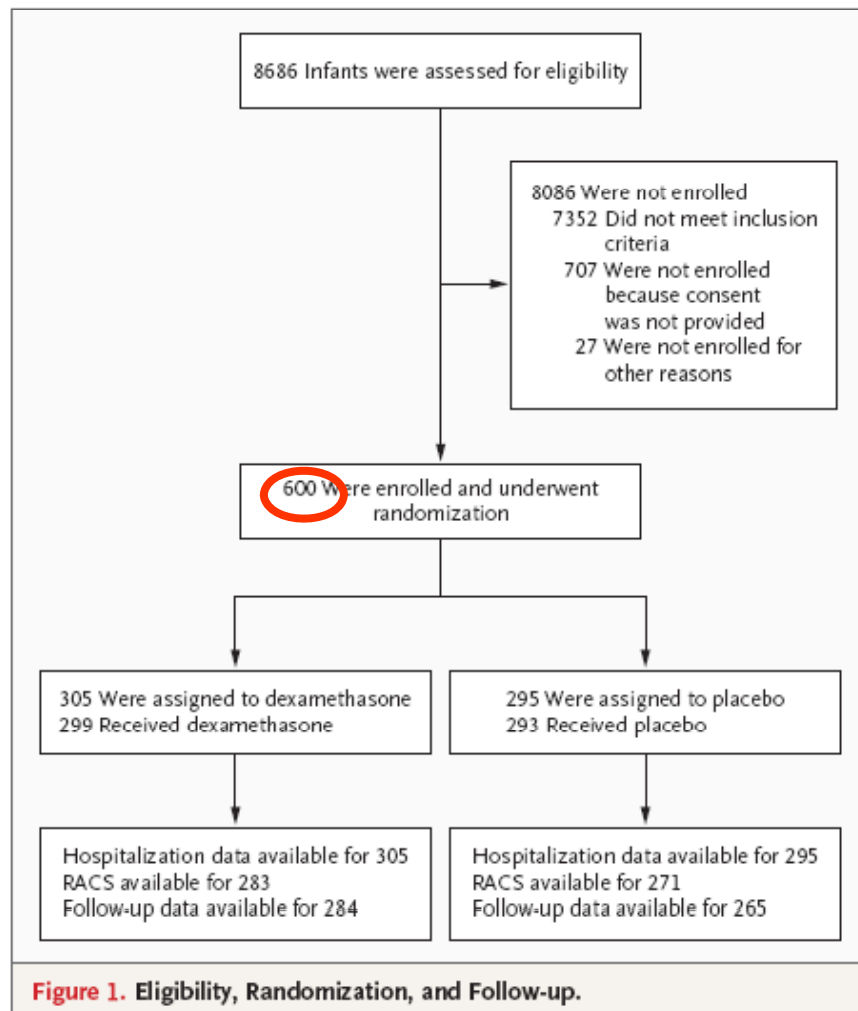 8686 Infants were assessed for eligibility
8086 Were not enrolled
7352 Did not meet inclusion
criteria
707 Were not enrolled
because consent
was not provided
27 Were not enrolled for
other reasons
600 Were enrolled and underwent
randomization
305 Were assigned to dexamethasone
299 Received dexamethasone
295 Were assigned to placebo
293 Received placebo
Hospitalization data available for 305
RACS available for 283
Follow-up data available for 284
Hospitalization data available for 295
RACS available for 271
Follow-up data available for 265
Figure 1. Eligibility, Randomization, and Follow-up.